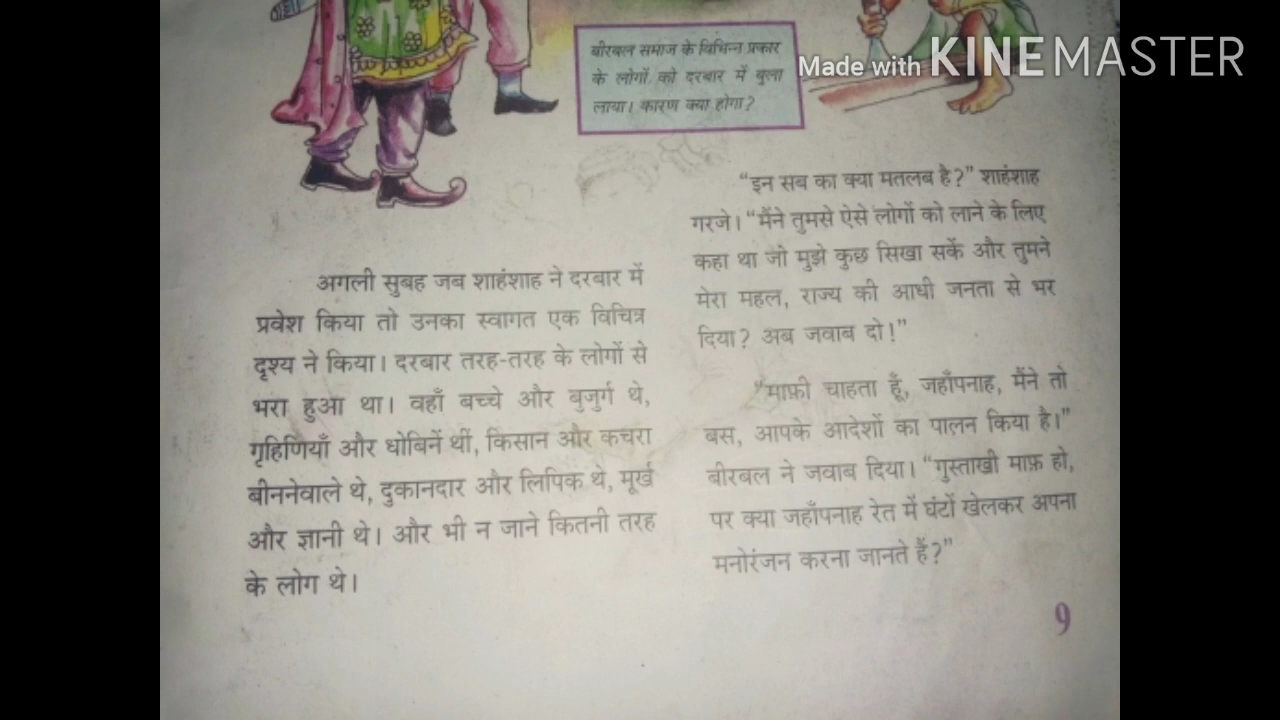 बीरबल समाज के विभिन्न प्रकार
के लोगों को दरबार में बुला
लाया। कारण क्या होगा?
Made with KINEMASTER
अगली सुबह जब शाहंशाह ने दरबार में
प्रवेश किया तो उनका स्वागत एक विचित्र
दृश्य ने किया। दरबार तरह-तरह के लोगों से
भरा हुआ था। वहाँ बच्चे और बुजुर्ग थे,
गृहिणियाँ और धोबिनें थीं, किसान और कचरा
बीननेवाले थे, दुकानदार और लिपिक थे, मूर्ख
और ज्ञानी थे। और भी न जाने कितनी तरह
के लोग थे।
“इन सब का क्या मतलब है?” शाहंशाह
गरजे। “मैंने तुमसे ऐसे लोगों को लाने के लिए
कहा था जो मुझे कुछ सिखा सकें और तुमने
मेरा महल, राज्य की आधी जनता से भर
दिया? अब जवाब दो!”
“माफ़ी चाहता हूँ, जहाँपनाह, मैंने तो
बस, आपके आदेशों का पालन किया है।”
बीरबल ने जवाब दिया। “गुस्ताखी माफ़ हो,
पर क्या जहाँपनाह रेत में घंटों खेलकर अपना
मनोरंजन करना जानते हैं?”
9